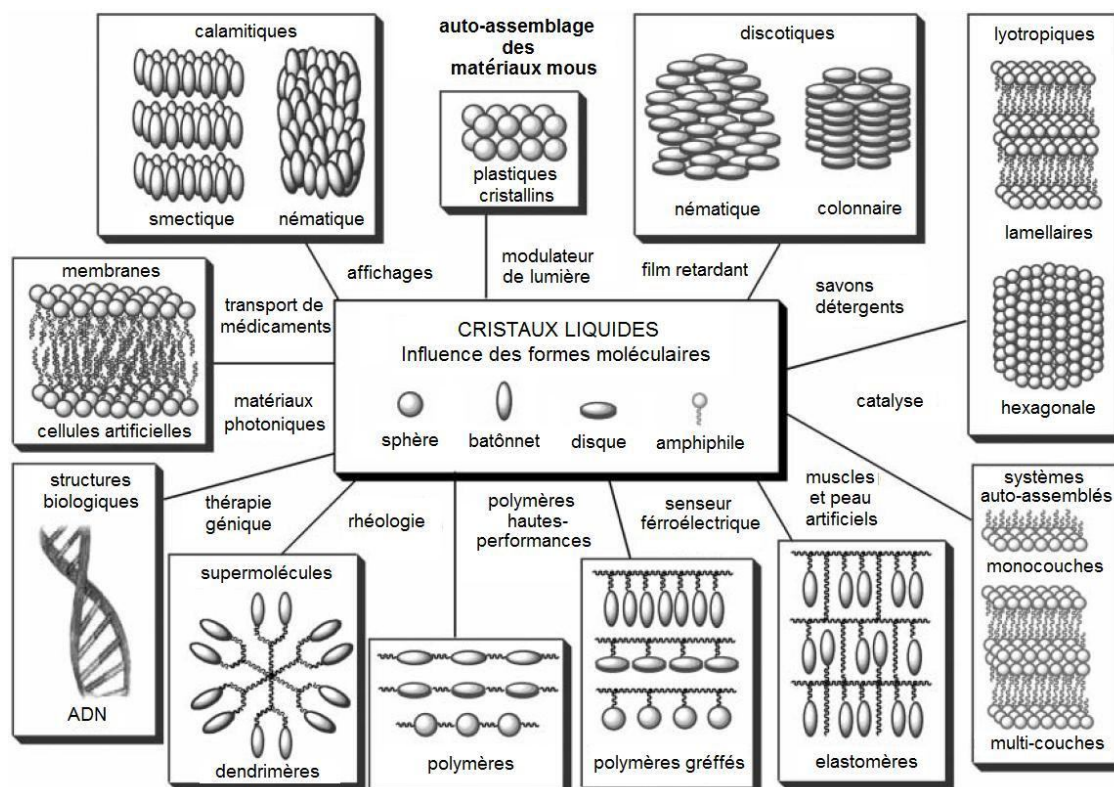 calamitiques
smectique
nématique
auto-assemblage
des
matériaux mous
plastiques
cristallins
discotiques
nématique
colonnaire
lyotropiques
lamellaires
hexagonale
membranes
cellules artificielles
affichages
modulateur
de lumière
film retardant
savons
détergents
transport de
médicaments
matériaux
photoniques
CRISTAUX LIQUIDES
Influence des formes moléculaires
sphère
batônnet
disque
amphiphile
catalyse
structures
biologiques
ADN
thérapie
génique
rhéologie
polymères
hautes-
performances
senseur
férroélectrique
muscles
et peau
artificiels
systèmes
auto-assemblés
monocouches
multi-couches
supermolécules
dendrimères
polymères
polymères gréffés
elastomères